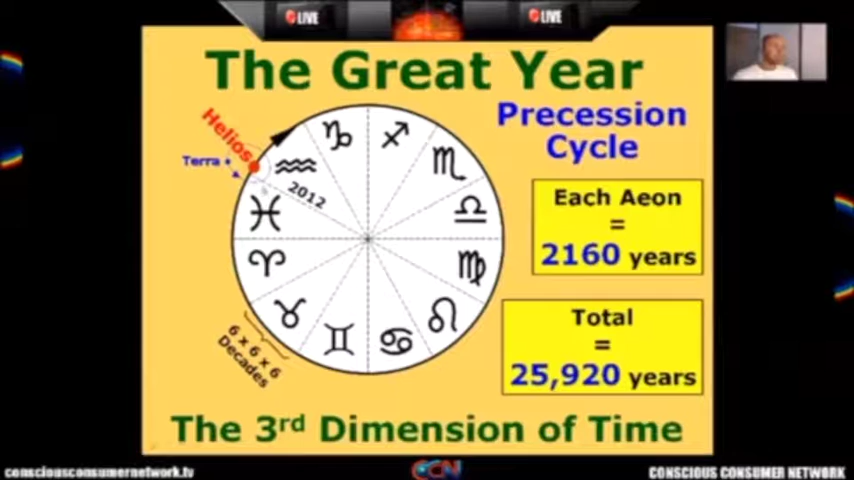 LIVE
LIVE
The Great Year
Helios
Terra
2012
Precession
Cycle
Each Aeon
=
2160 years
Total
=
25,920 years
6 x 6 x 6
Decades
The 3rd Dimension of Time
consciousconsumernetwork.tv
CCN
CONSCIOUS CONSUMER NETWORK